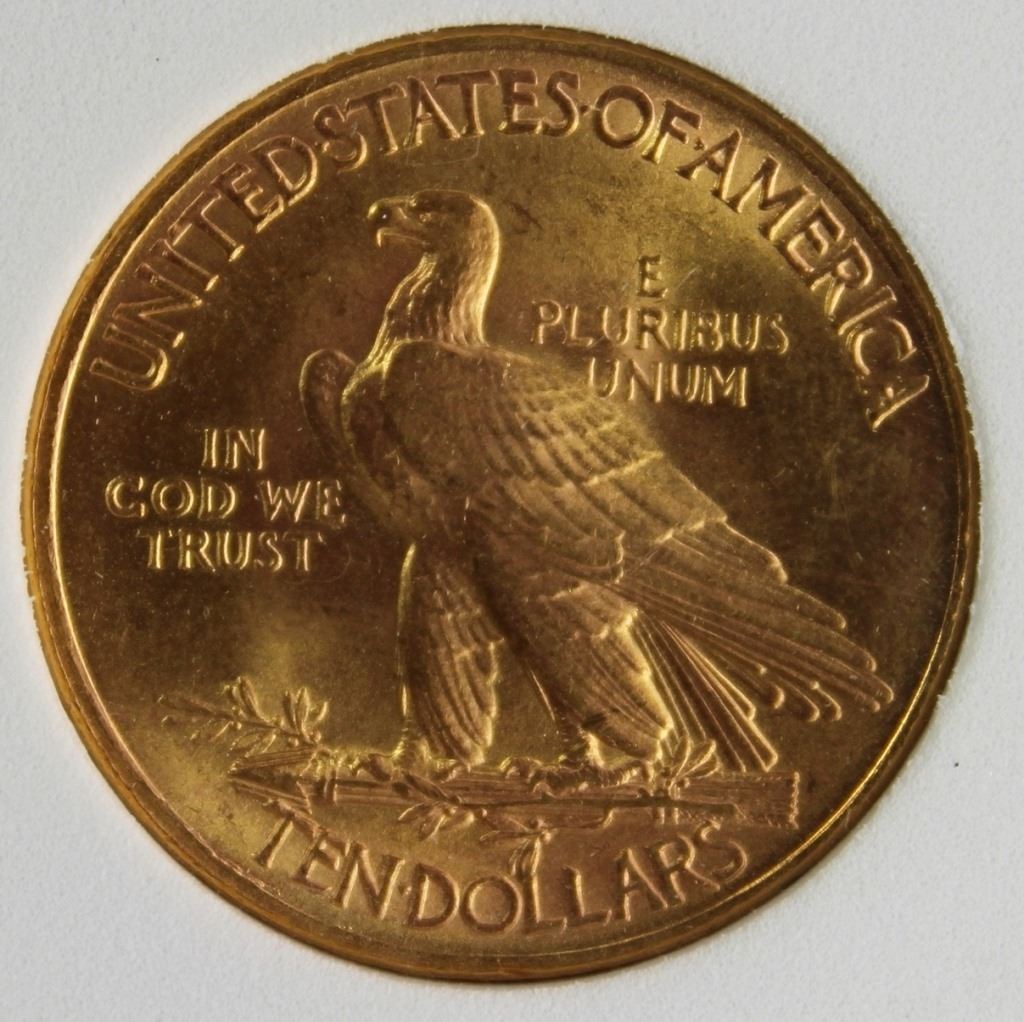 UNITED·STATES·OF·AMERICA
E
PLURIBUS
UNUM
IN
GOD WE
TRUST
TEN·DOLLARS